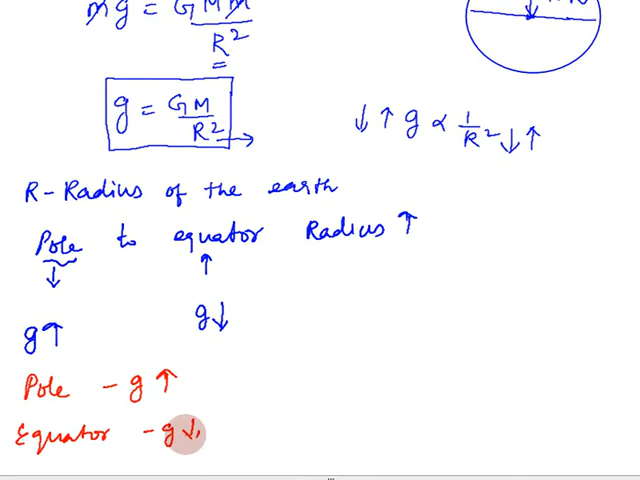 mg = GMm/R²
g = GM/R²
↓ ↑ g ∝ 1/R² ↓ ↑
R - Radius of the earth
Pole to equator Radius ↑
↓ ↑
g ↑ g ↓
Pole - g ↑
Equator - g ↓